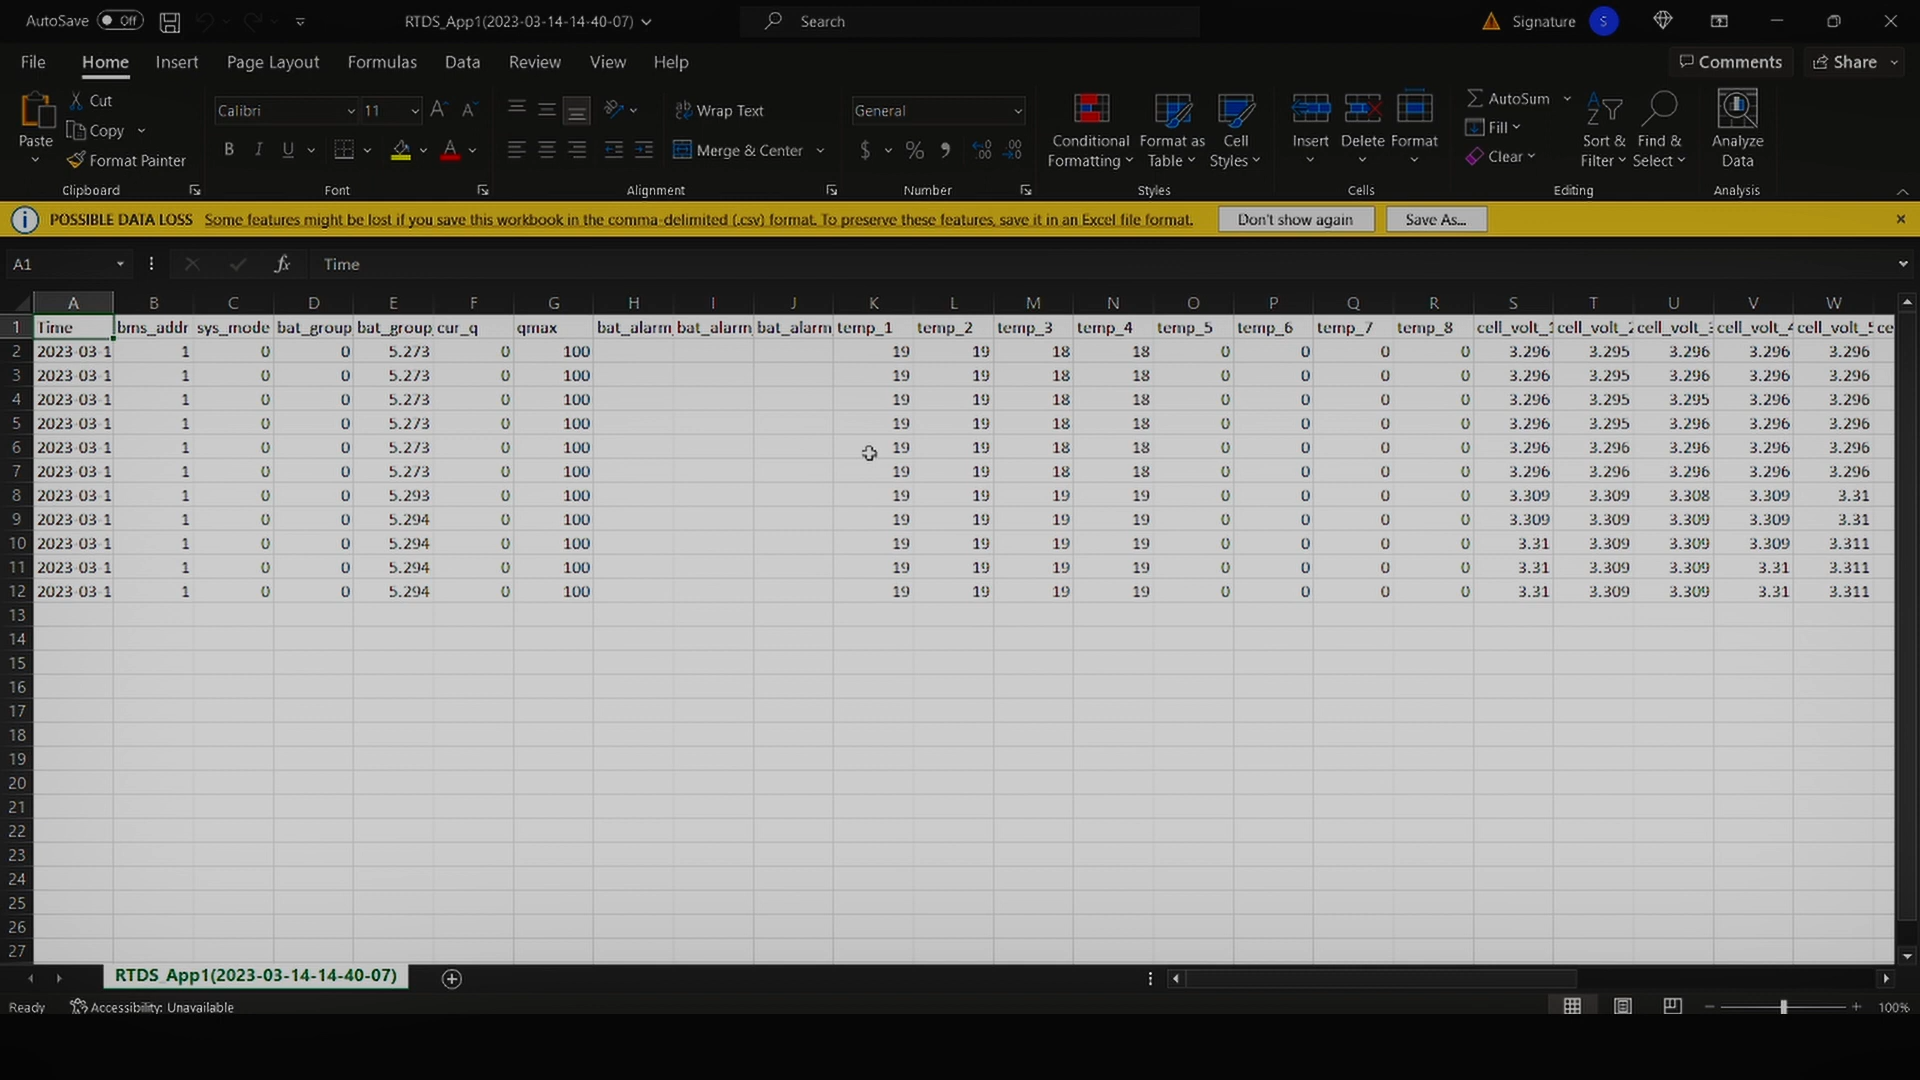 AutoSave Off RTDS_App1(2023-03-14-14-40-07) Search Signature S
File Home Insert Page Layout Formulas Data Review View Help Comments Share
Paste Cut Copy Format Painter Clipboard
Calibri 11 B I U A Font
Wrap Text Merge & Center Alignment
General $ % Number
Conditional Formatting Format as Table Cell Styles Styles
Insert Delete Format Cells
AutoSum Fill Clear Sort & Filter Find & Select Editing
Analyze Data Analysis
POSSIBLE DATA LOSS Some features might be lost if you save this workbook in the comma-delimited (.csv) format. To preserve these features, save it in an Excel file format. Don't show again Save As...
A1 fx Time
A B C D E F G H I J K L M N O P Q R S T U V W
1 Time bms_addr sys_mode bat_group bat_group_ cur_q qmax bat_alarm_ bat_alarm_ bat_alarm_ temp_1 temp_2 temp_3 temp_4 temp_5 temp_6 temp_7 temp_8 cell_volt_1 cell_volt_2 cell_volt_3 cell_volt_4 cell_volt_5 ce
2 2023-03-1 1 0 0 5.273 0 100 19 19 18 18 0 0 0 0 3.296 3.295 3.296 3.296 3.296
3 2023-03-1 1 0 0 5.273 0 100 19 19 18 18 0 0 0 0 3.296 3.295 3.296 3.296 3.296
4 2023-03-1 1 0 0 5.273 0 100 19 19 18 18 0 0 0 0 3.296 3.295 3.295 3.296 3.296
5 2023-03-1 1 0 0 5.273 0 100 19 19 18 18 0 0 0 0 3.296 3.296 3.295 3.296 3.296
6 2023-03-1 1 0 0 5.273 0 100 19 19 18 18 0 0 0 0 3.296 3.296 3.296 3.296 3.296
7 2023-03-1 1 0 0 5.273 0 100 19 19 18 18 0 0 0 0 3.296 3.296 3.296 3.296 3.296
8 2023-03-1 1 0 0 5.293 0 100 19 19 19 19 0 0 0 0 3.309 3.309 3.308 3.309 3.31
9 2023-03-1 1 0 0 5.294 0 100 19 19 19 19 0 0 0 0 3.309 3.309 3.309 3.309 3.31
10 2023-03-1 1 0 0 5.294 0 100 19 19 19 19 0 0 0 0 3.31 3.309 3.309 3.309 3.311
11 2023-03-1 1 0 0 5.294 0 100 19 19 19 19 0 0 0 0 3.31 3.309 3.309 3.31 3.311
12 2023-03-1 1 0 0 5.294 0 100 19 19 19 19 0 0 0 0 3.31 3.309 3.309 3.31 3.311
13
14
15
16
17
18
19
20
21
22
23
24
25
26
27
RTDS_App1(2023-03-14-14-40-07)
Ready Accessibility: Unavailable 100%